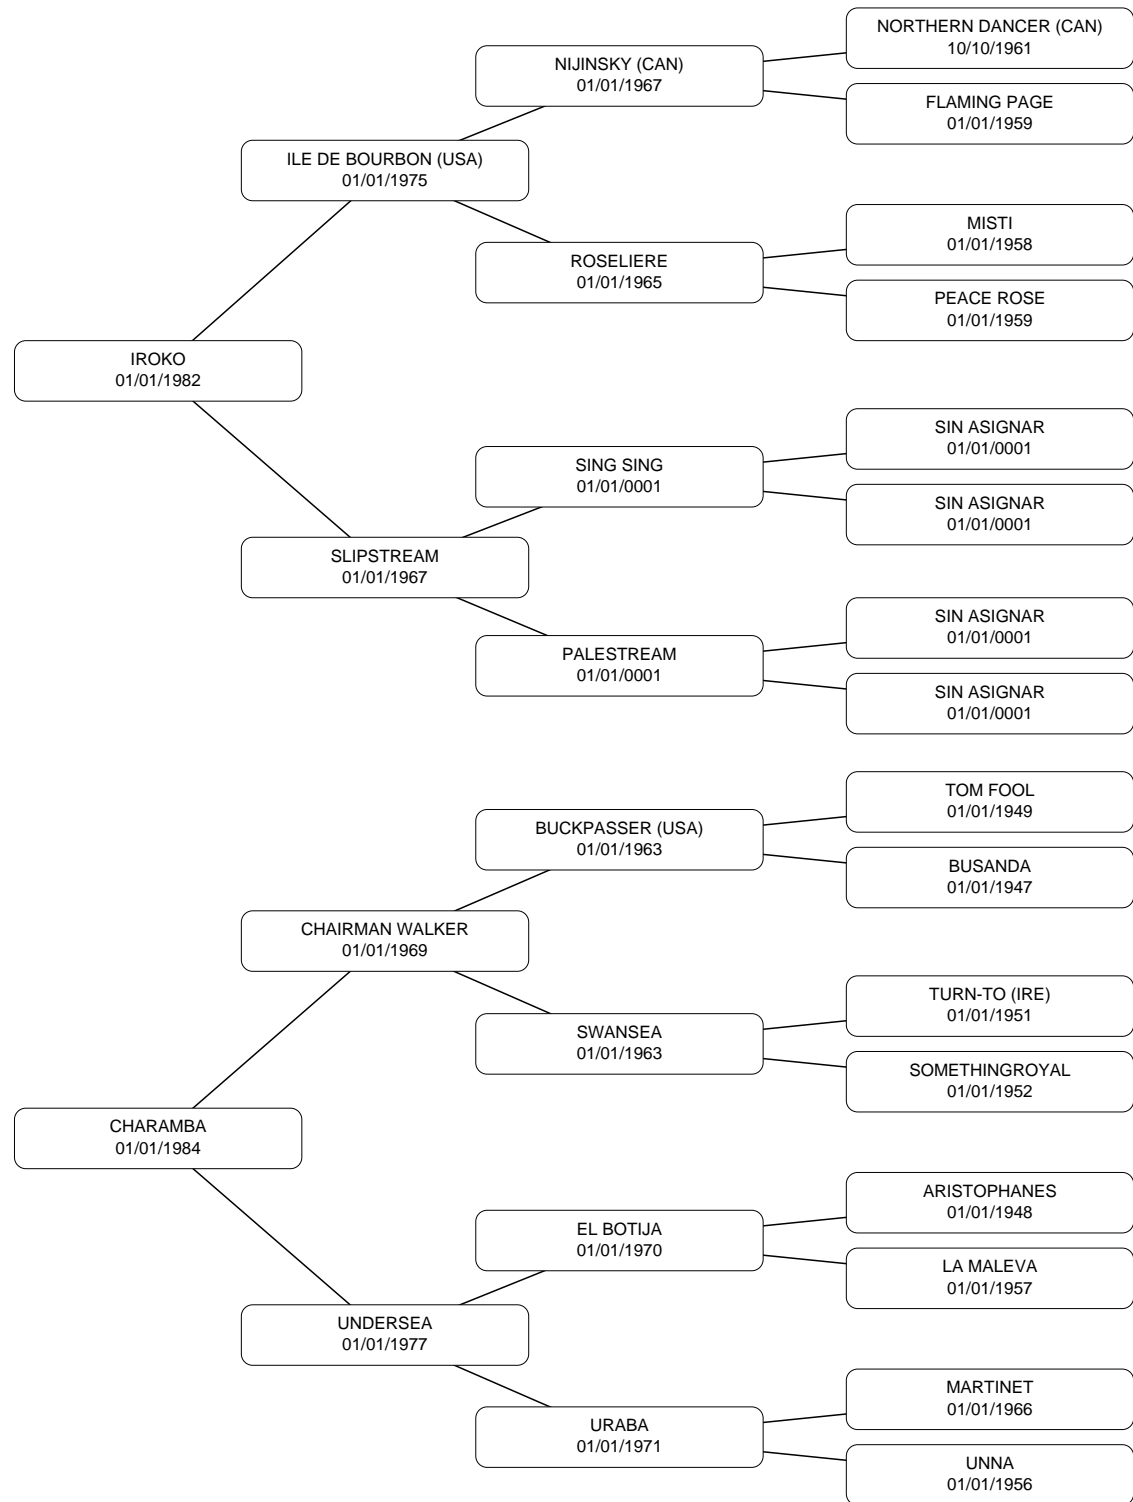 NORTHERN DANCER (CAN)
10/10/1961
NIJINSKY (CAN)
01/01/1967
FLAMING PAGE
01/01/1959
ILE DE BOURBON (USA)
01/01/1975
MISTI
01/01/1958
ROSELIERE
01/01/1965
PEACE ROSE
01/01/1959
IROKO
01/01/1982
SIN ASIGNAR
01/01/0001
SING SING
01/01/0001
SIN ASIGNAR
01/01/0001
SLIPSTREAM
01/01/1967
SIN ASIGNAR
01/01/0001
PALESTREAM
01/01/0001
SIN ASIGNAR
01/01/0001
TOM FOOL
01/01/1949
BUCKPASSER (USA)
01/01/1963
BUSANDA
01/01/1947
CHAIRMAN WALKER
01/01/1969
TURN-TO (IRE)
01/01/1951
SWANSEA
01/01/1963
SOMETHINGROYAL
01/01/1952
CHARAMBA
01/01/1984
ARISTOPHANES
01/01/1948
EL BOTIJA
01/01/1970
LA MALEVA
01/01/1957
UNDERSEA
01/01/1977
MARTINET
01/01/1966
URABA
01/01/1971
UNNA
01/01/1956